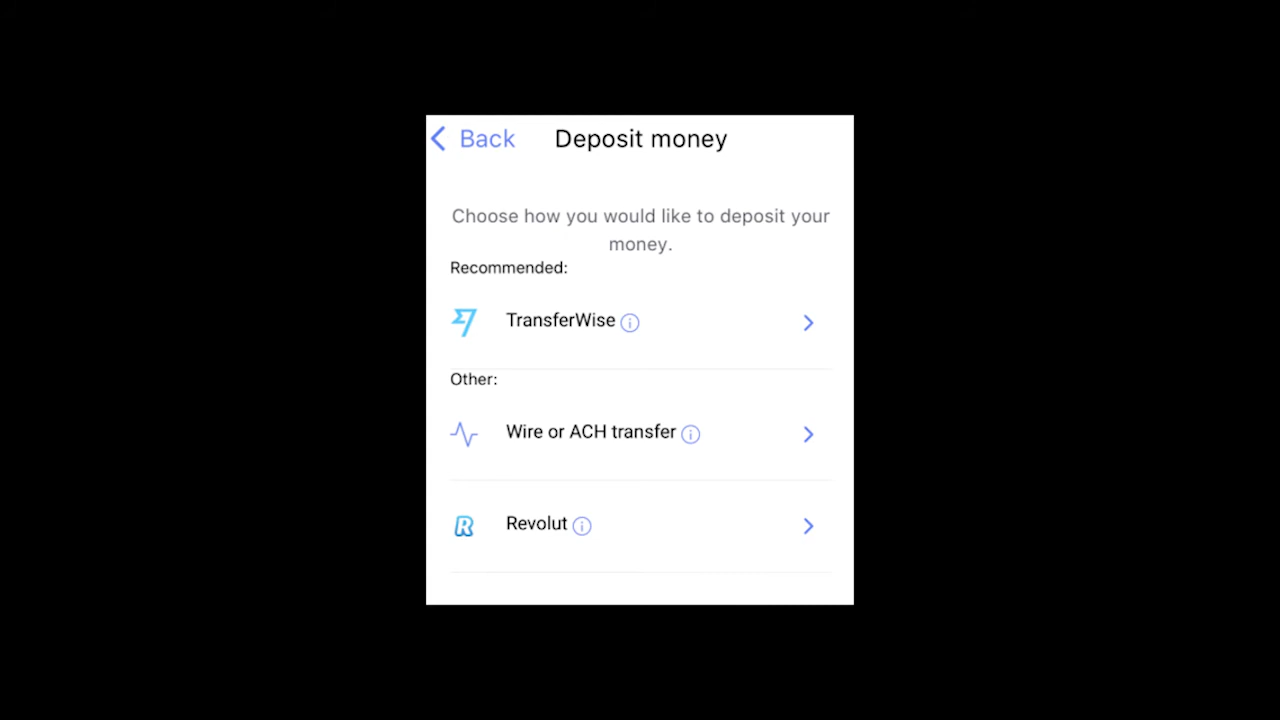 Back
Deposit money
Choose how you would like to deposit your
money.
Recommended:
TransferWise
Other:
Wire or ACH transfer
Revolut